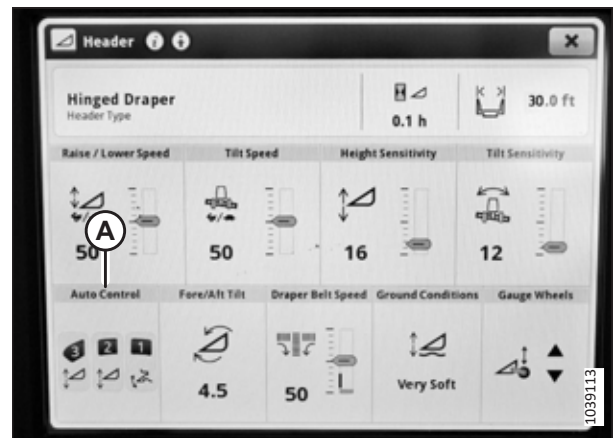 Header
Hinged Draper
Header Type
0.1 h
30.0 ft
Raise / Lower Speed
Tilt Speed
Height Sensitivity
Tilt Sensitivity
50
50
16
12
A
Auto Control
Fore/Aft Tilt
Draper Belt Speed
Ground Conditions
Gauge Wheels
3 2 1
4.5
50
Very Soft
1039113